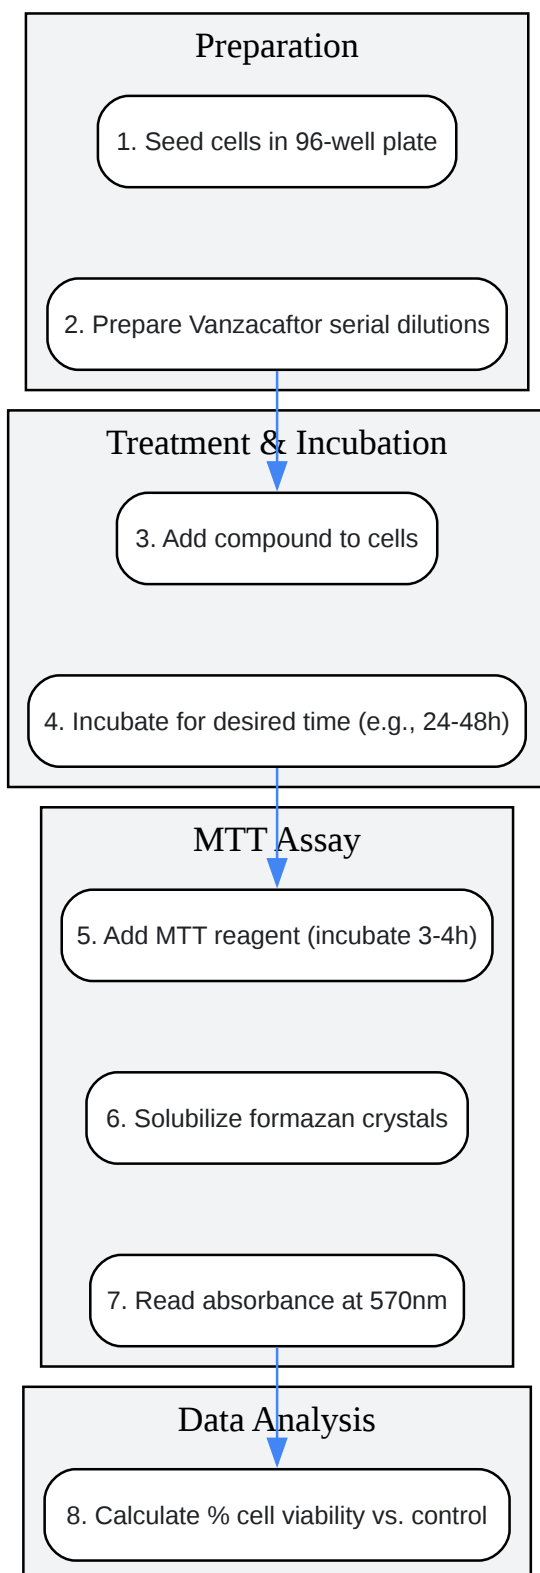 Preparation
1. Seed cells in 96-well plate
2. Prepare Vanzacaftor serial dilutions
Treatment & Incubation
3. Add compound to cells
4. Incubate for desired time (e.g., 24-48h)
MTT Assay
5. Add MTT reagent (incubate 3-4h)
6. Solubilize formazan crystals
7. Read absorbance at 570nm
Data Analysis
8. Calculate % cell viability vs. control